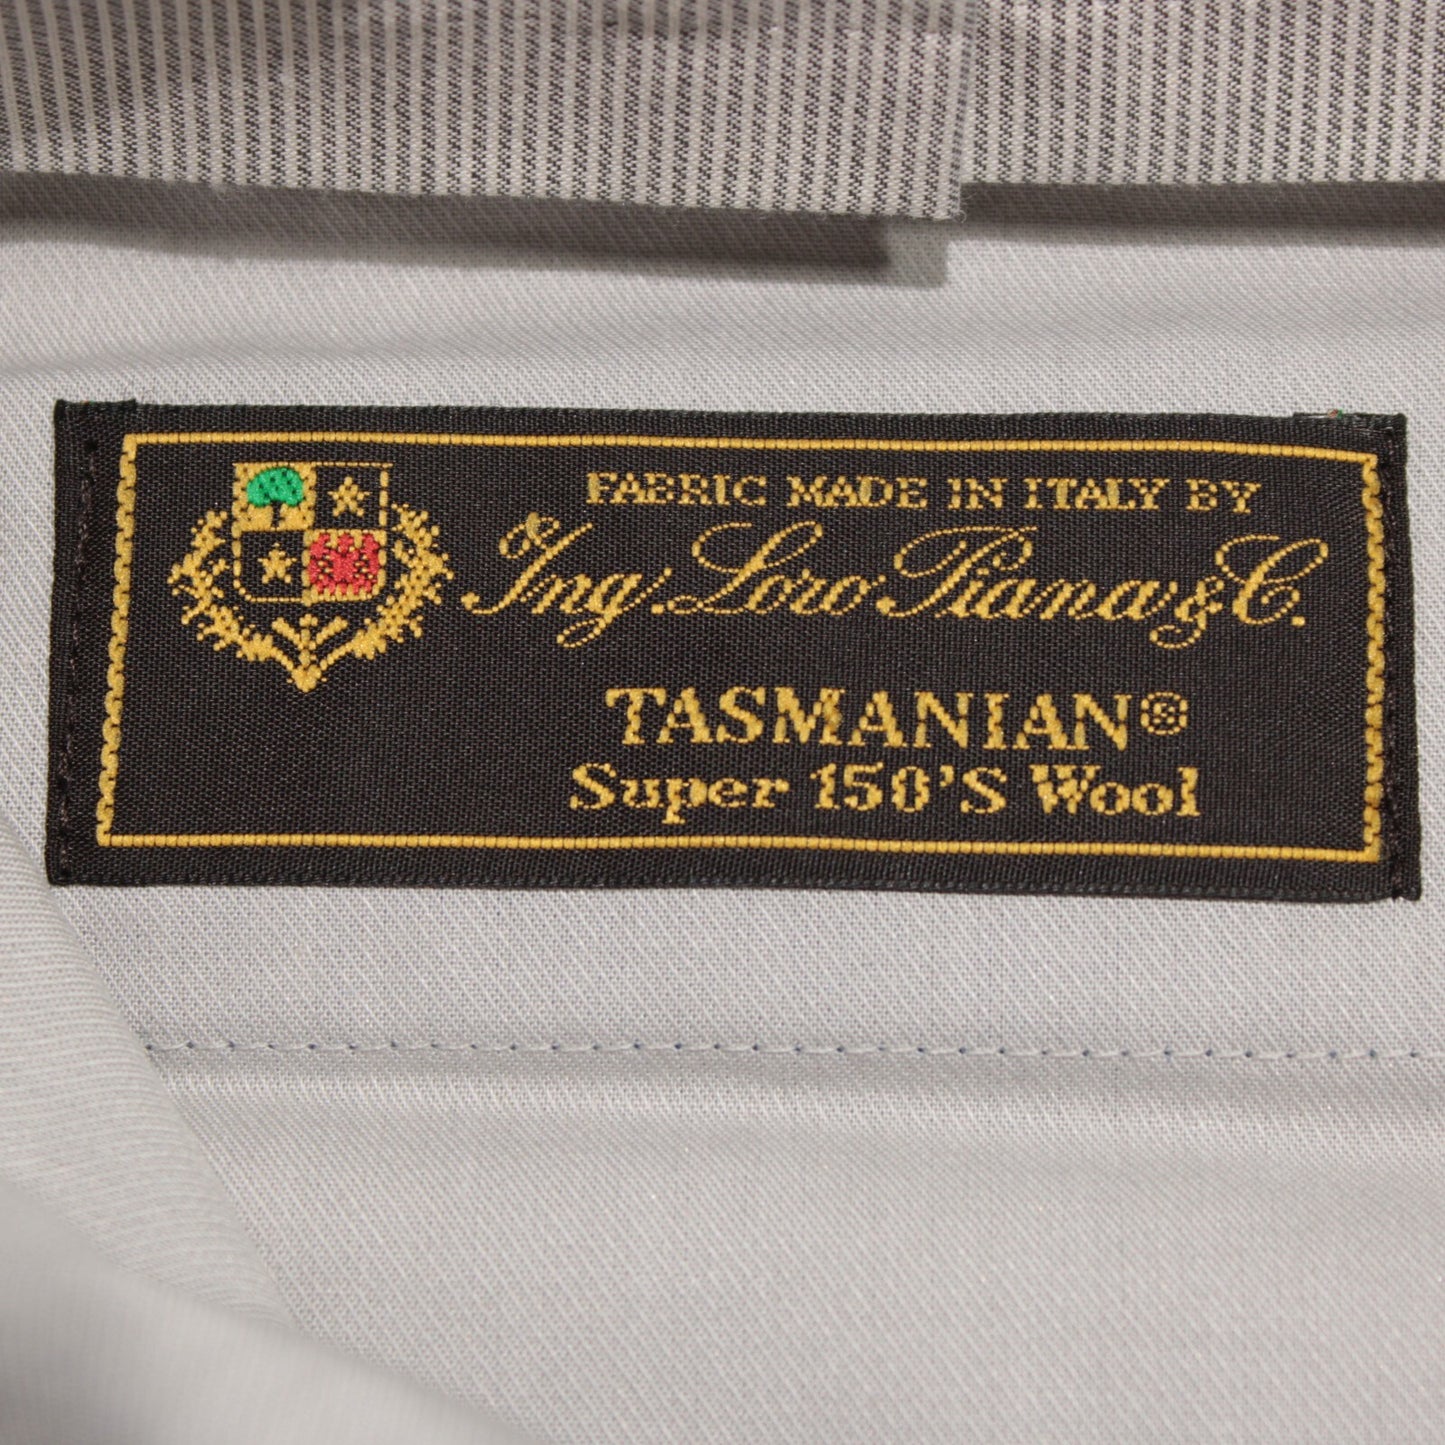 FABRIC MADE IN ITALY BY
Ing. Loro Piana & C.
TASMANIAN®
Super 150'S Wool